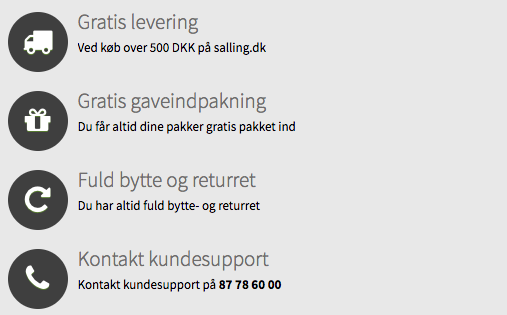 Gratis levering
Ved køb over 500 DKK på salling.dk
Gratis gaveindpakning
Du får altid dine pakker gratis pakket ind
Fuld bytte og returret
Du har altid fuld bytte- og returret
Kontakt kundesupport
Kontakt kundesupport på 87 78 60 00